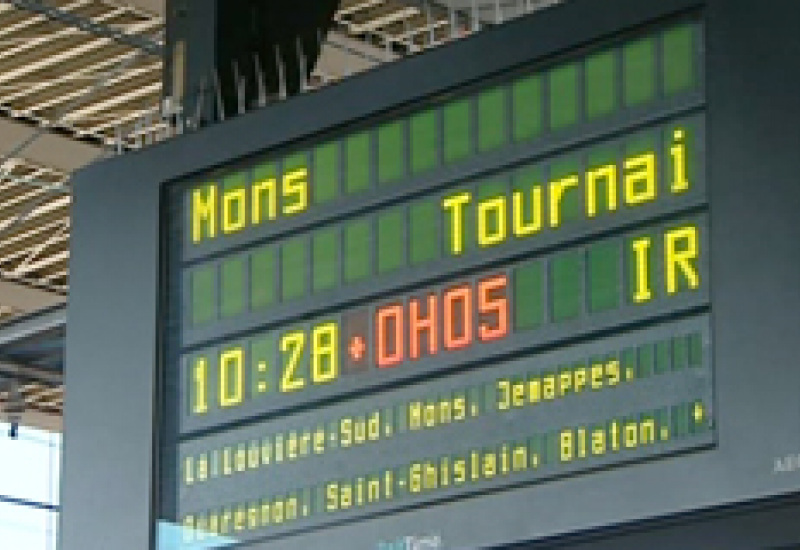 Mons
Tournai
10:28+0H05 IR
La Louvière-Sud, Mons, Jemappes,
Quaregnon, Saint-Ghislain, Blaton, +